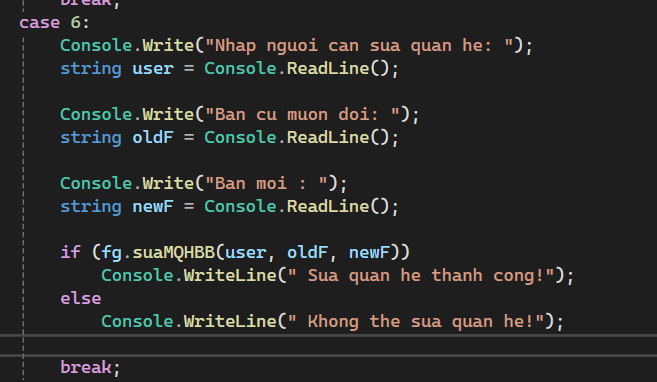 break;
case 6:
Console.Write("Nhap nguoi can sua quan he: ");
string user = Console.ReadLine();
Console.Write("Ban cu muon doi: ");
string oldF = Console.ReadLine();
Console.Write("Ban moi : ");
string newF = Console.ReadLine();
if (fg.suaMQHBB(user, oldF, newF))
Console.WriteLine(" Sua quan he thanh cong!");
else
Console.WriteLine(" Khong the sua quan he!");
break;